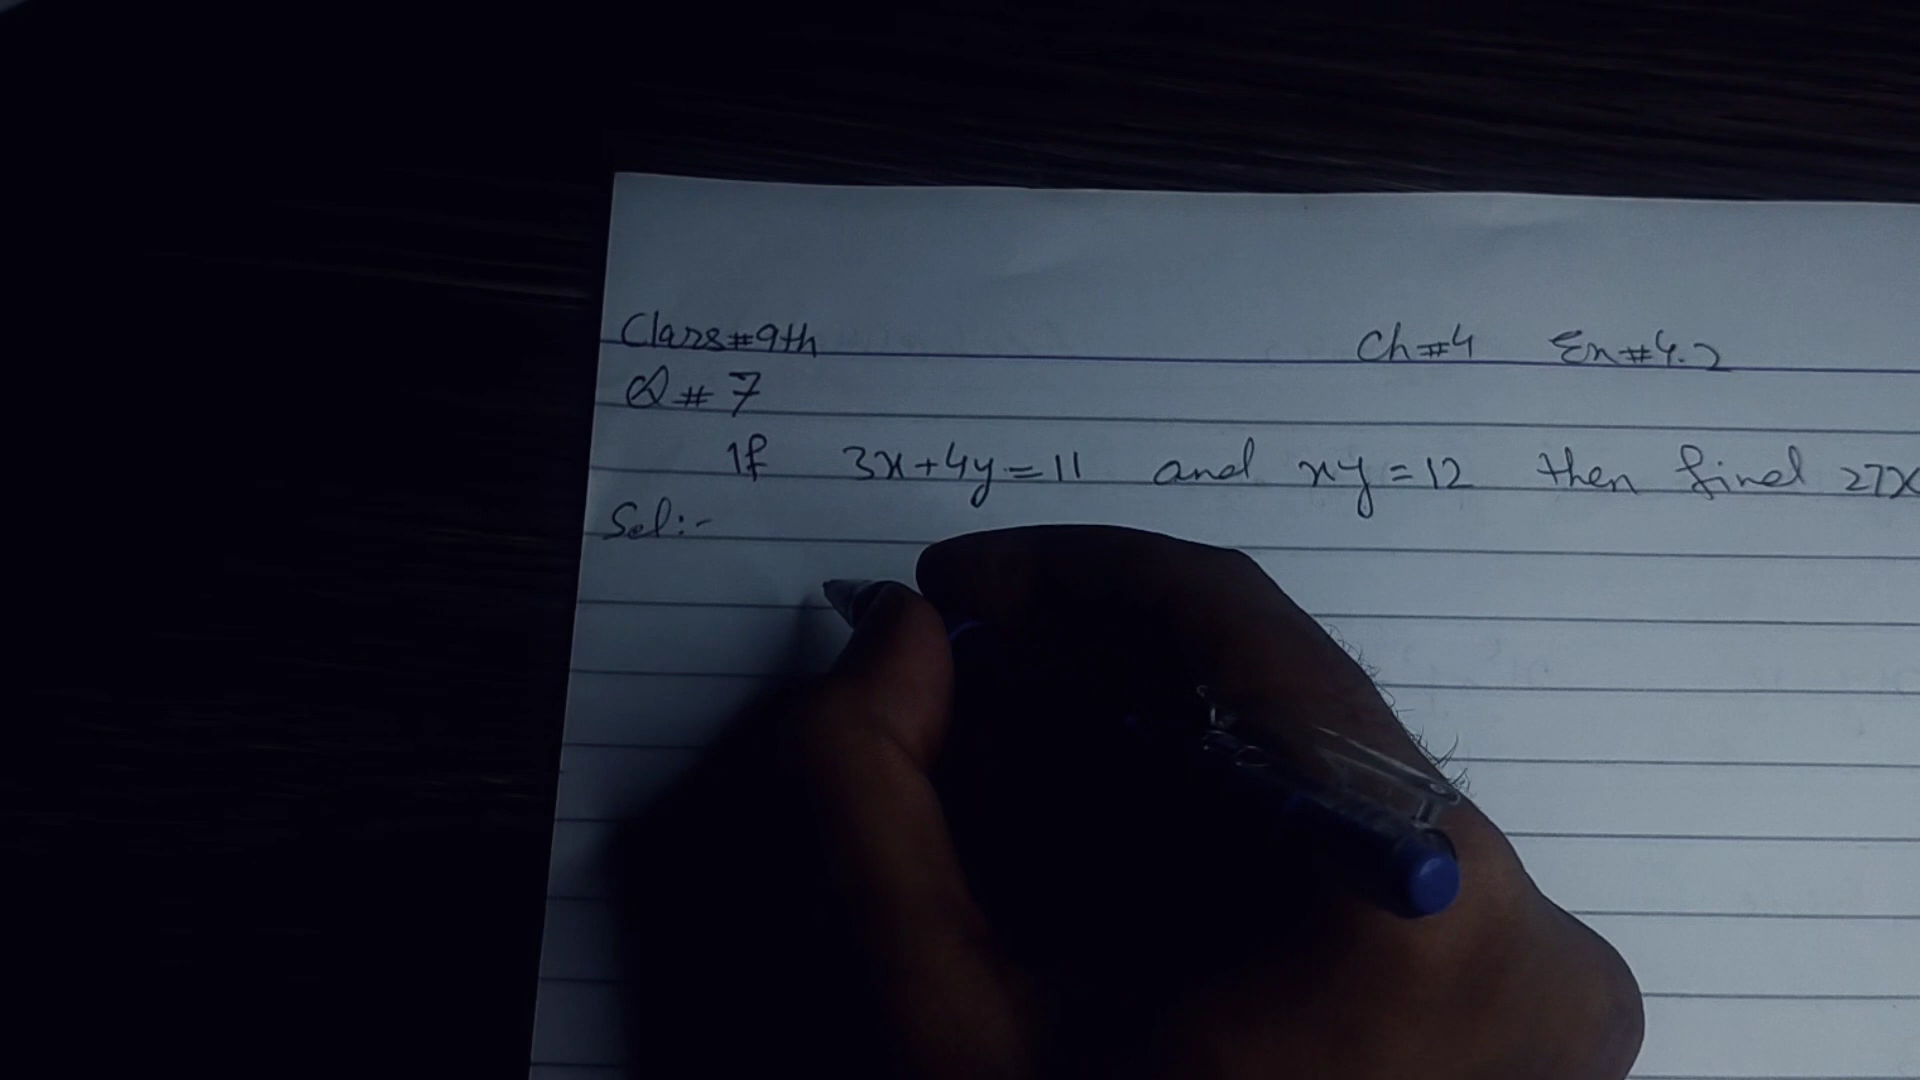 Class#9th Ch#4 Ex#4.2
Q#7
If 3x+4y=11 and xy=12 then find 27x
Sol:-